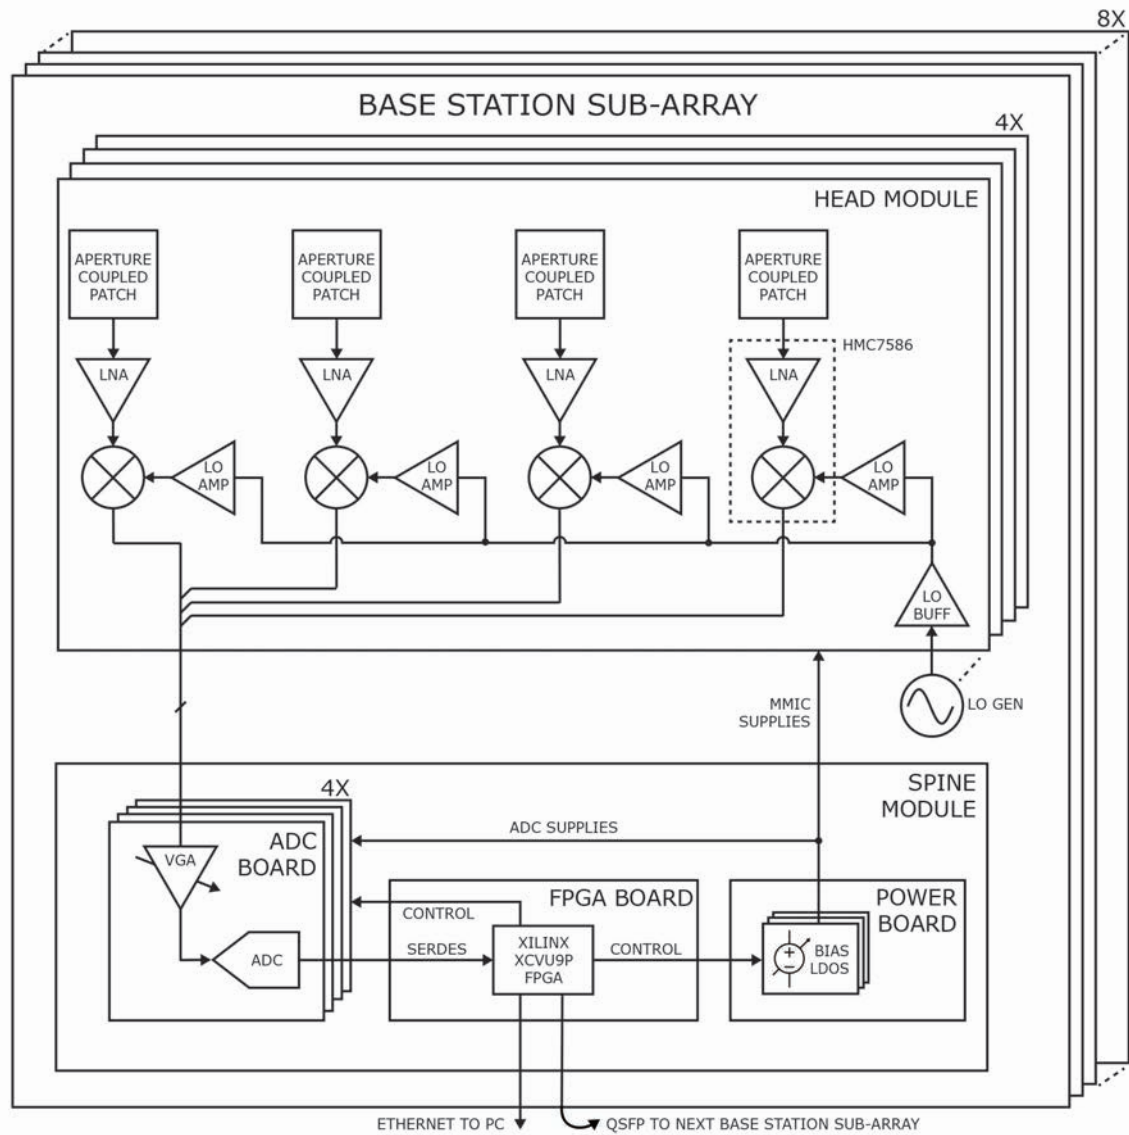 8X
BASE STATION SUB-ARRAY
4X
HEAD MODULE
APERTURE
COUPLED
PATCH
APERTURE
COUPLED
PATCH
APERTURE
COUPLED
PATCH
APERTURE
COUPLED
PATCH
HMC7586
LNA
LNA
LNA
LNA
LO
AMP
LO
AMP
LO
AMP
LO
AMP
LO
BUFF
LO GEN
MMIC
SUPPLIES
SPINE
MODULE
4X
ADC
BOARD
VGA
ADC
ADC SUPPLIES
FPGA BOARD
CONTROL
SERDES
XILINX
XCVU9P
FPGA
CONTROL
POWER
BOARD
BIAS
LDOS
ETHERNET TO PC
QSFP TO NEXT BASE STATION SUB-ARRAY